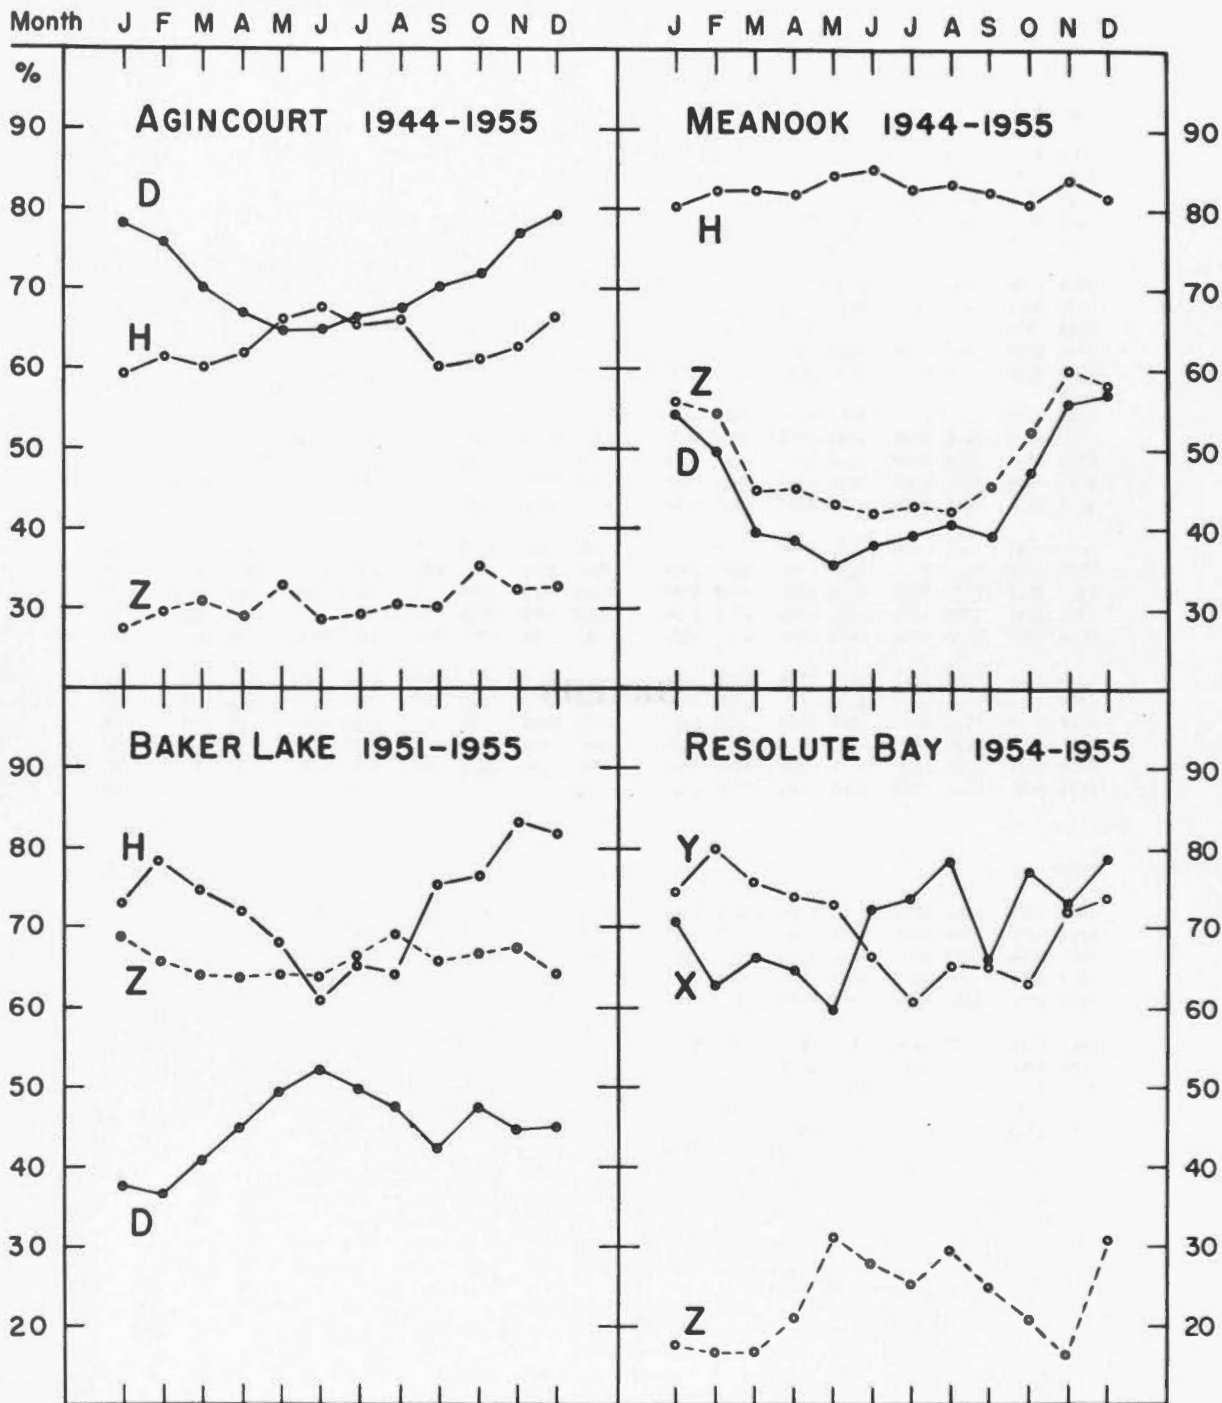 Month J F M A M J J A S O N D J F M A M J J A S O N D
%
AGINCOURT 1944-1955 MEANOOK 1944-1955
90 90
D
80 80
H
70 70
H
60 60
Z
50 50
D
40 40
Z
30 30
BAKER LAKE 1951-1955 RESOLUTE BAY 1954-1955
90 90
H Y
80 80
70 70
Z X
60 60
50 50
40 40
D
30 30
Z
20 20